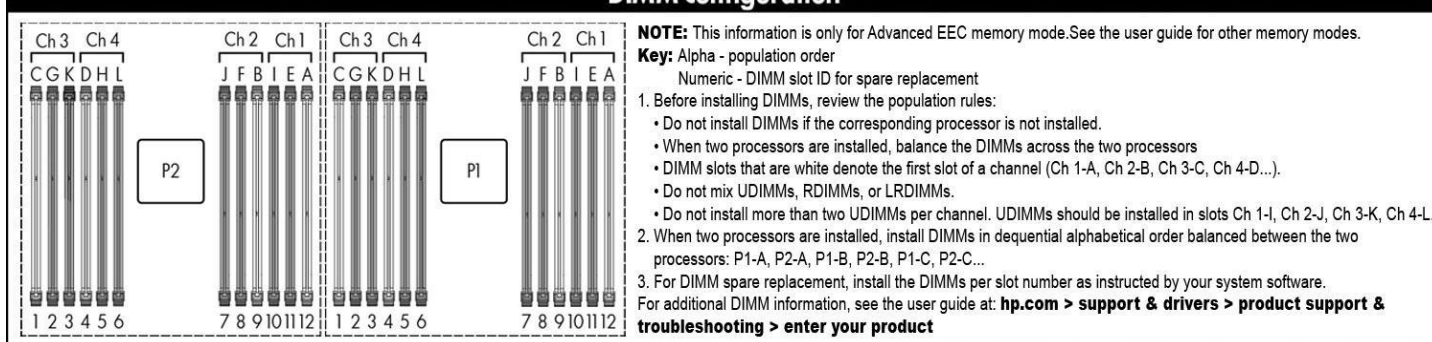 DIMM configuration
Ch 3 Ch 4 Ch 2 Ch 1 Ch 3 Ch 4 Ch 2 Ch 1
C G K D H L J F B I E A C G K D H L J F B I E A
P2 P1
1 2 3 4 5 6 7 8 9 10 11 12 1 2 3 4 5 6 7 8 9 10 11 12
NOTE: This information is only for Advanced EEC memory mode.See the user guide for other memory modes.
Key: Alpha - population order
Numeric - DIMM slot ID for spare replacement
1. Before installing DIMMs, review the population rules:
• Do not install DIMMs if the corresponding processor is not installed.
• When two processors are installed, balance the DIMMs across the two processors
• DIMM slots that are white denote the first slot of a channel (Ch 1-A, Ch 2-B, Ch 3-C, Ch 4-D...).
• Do not mix UDIMMs, RDIMMs, or LRDIMMs.
• Do not install more than two UDIMMs per channel. UDIMMs should be installed in slots Ch 1-I, Ch 2-J, Ch 3-K, Ch 4-L.
2. When two processors are installed, install DIMMs in dequential alphabetical order balanced between the two
processors: P1-A, P2-A, P1-B, P2-B, P1-C, P2-C...
3. For DIMM spare replacement, install the DIMMs per slot number as instructed by your system software.
For additional DIMM information, see the user guide at: hp.com > support & drivers > product support &
troubleshooting > enter your product